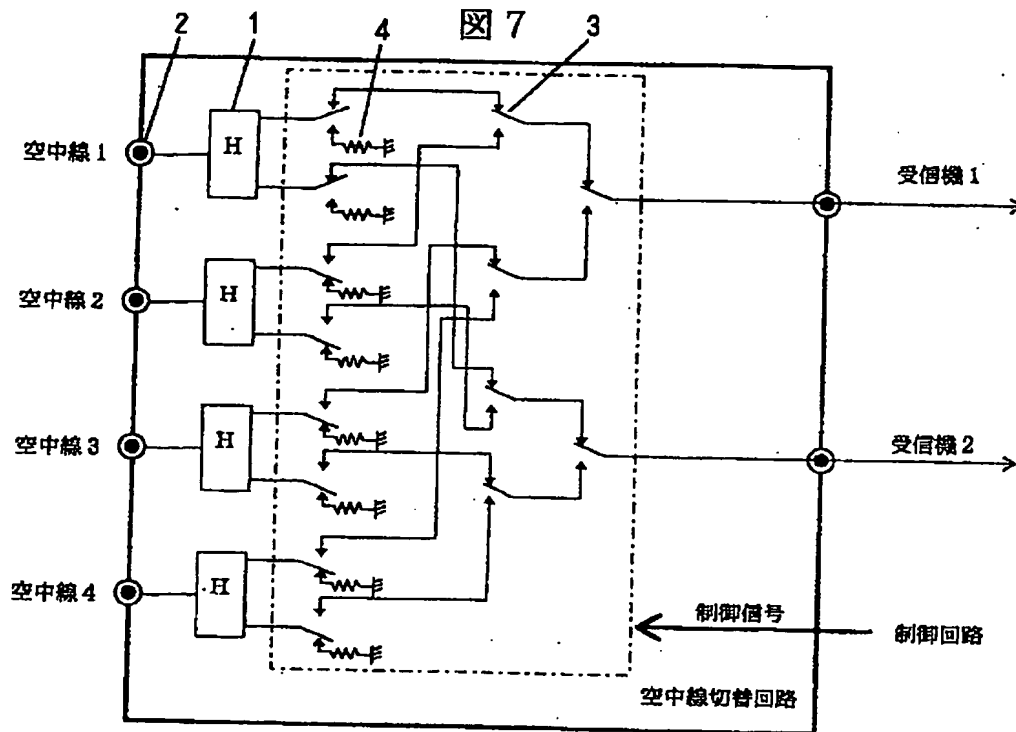 図7
2
1
4
3
空中線1
H
受信機1
空中線2
H
空中線3
H
受信機2
空中線4
H
制御信号
制御回路
空中線切替回路